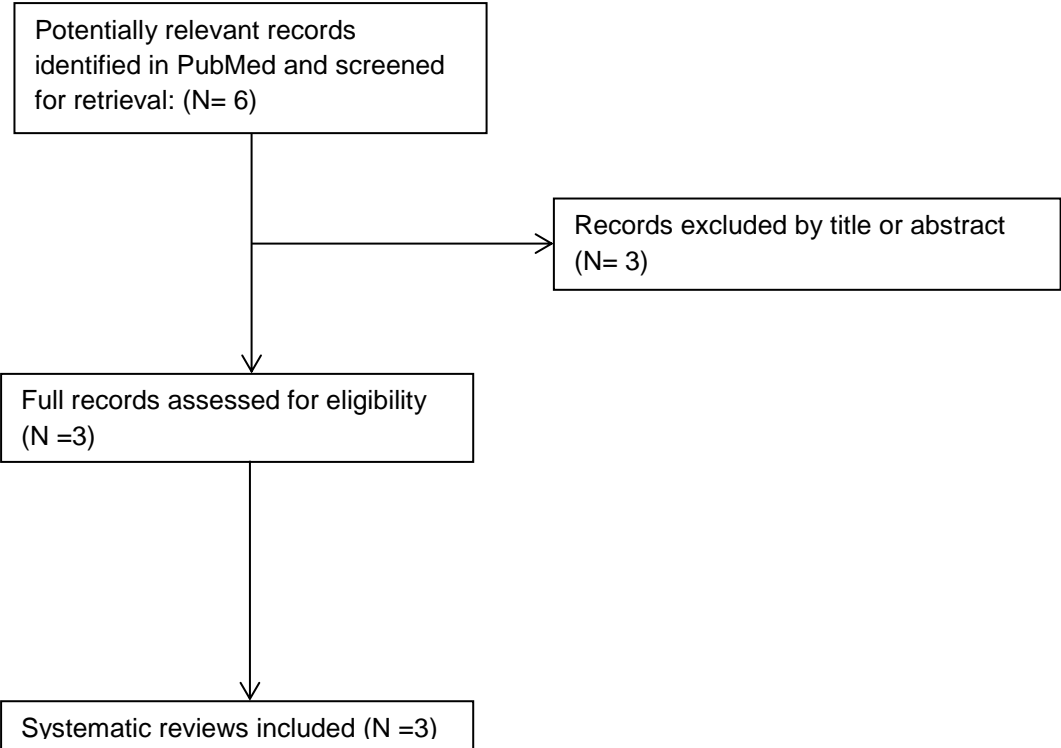 Potentially relevant records
identified in PubMed and screened
for retrieval: (N= 6)
Records excluded by title or abstract
(N= 3)
Full records assessed for eligibility
(N =3)
Systematic reviews included (N =3)